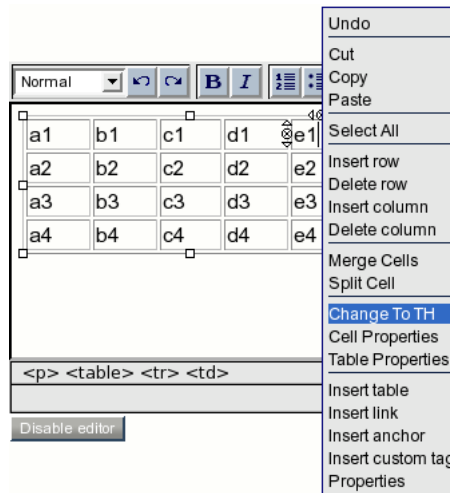 Normal B I
a1 b1 c1 d1 e1
a2 b2 c2 d2 e2
a3 b3 c3 d3 e3
a4 b4 c4 d4 e4
<p> <table> <tr> <td>
Disable editor
Undo
Cut
Copy
Paste
Select All
Insert row
Delete row
Insert column
Delete column
Merge Cells
Split Cell
Change To TH
Cell Properties
Table Properties
Insert table
Insert link
Insert anchor
Insert custom tag
Properties